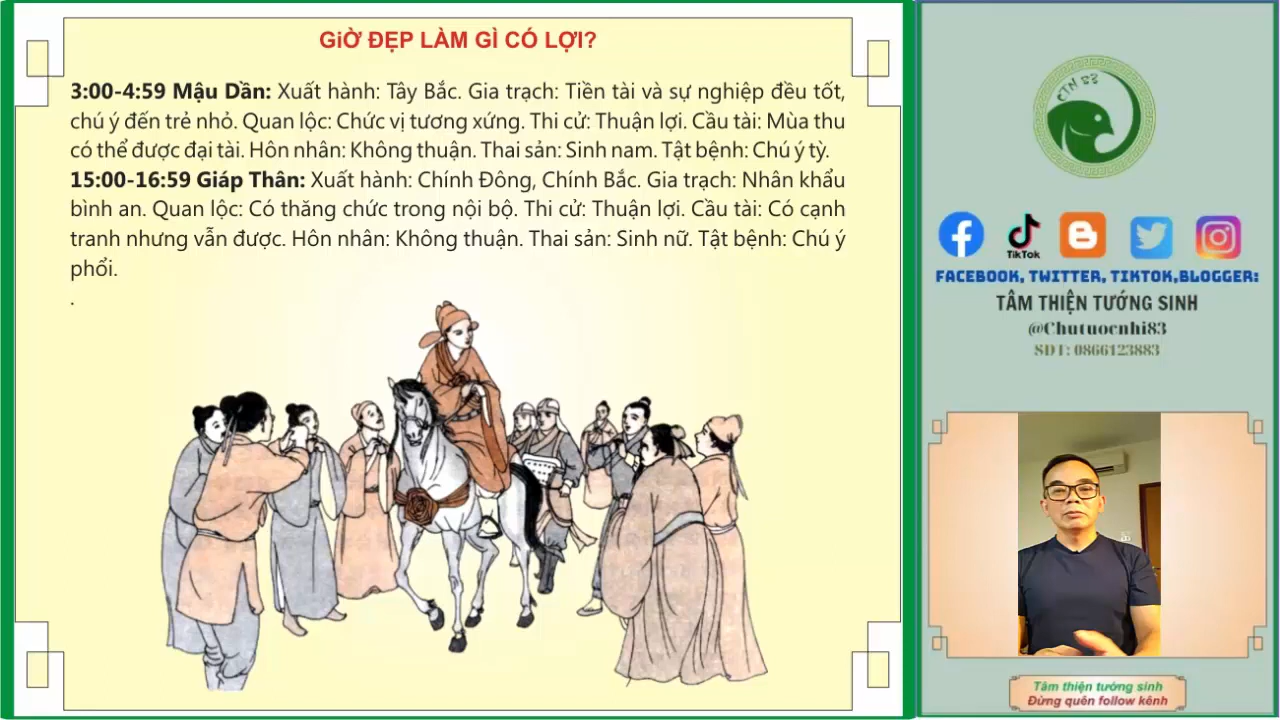 GiỜ ĐẸP LÀM GÌ CÓ LỢI?
3:00-4:59 Mậu Dần: Xuất hành: Tây Bắc. Gia trạch: Tiền tài và sự nghiệp đều tốt,
chú ý đến trẻ nhỏ. Quan lộc: Chức vị tương xứng. Thi cử: Thuận lợi. Cầu tài: Mùa thu
có thể được đại tài. Hôn nhân: Không thuận. Thai sản: Sinh nam. Tật bệnh: Chú ý tỳ.
15:00-16:59 Giáp Thân: Xuất hành: Chính Đông, Chính Bắc. Gia trạch: Nhân khẩu
bình an. Quan lộc: Có thăng chức trong nội bộ. Thi cử: Thuận lợi. Cầu tài: Có cạnh
tranh nhưng vẫn được. Hôn nhân: Không thuận. Thai sản: Sinh nữ. Tật bệnh: Chú ý
phổi.
.
CTN 83
TikTok
FACEBOOK, TWITTER, TIKTOK,BLOGGER:
TÂM THIỆN TƯỚNG SINH
@Chutuocnhi83
SDT: 0866123883
Tâm thiện tướng sinh
Đừng quên follow kênh